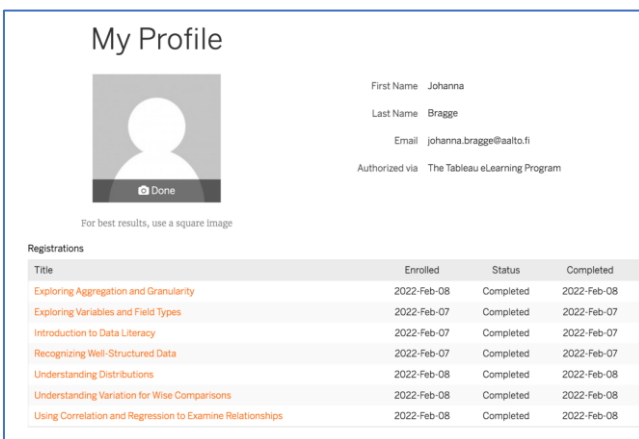 My Profile
Done
For best results, use a square image
First Name Johanna
Last Name Bragge
Email johanna.bragge@aalto.fi
Authorized via The Tableau eLearning Program
Registrations
Title Enrolled Status Completed
Exploring Aggregation and Granularity 2022-Feb-08 Completed 2022-Feb-08
Exploring Variables and Field Types 2022-Feb-07 Completed 2022-Feb-07
Introduction to Data Literacy 2022-Feb-07 Completed 2022-Feb-07
Recognizing Well-Structured Data 2022-Feb-07 Completed 2022-Feb-07
Understanding Distributions 2022-Feb-08 Completed 2022-Feb-08
Understanding Variation for Wise Comparisons 2022-Feb-08 Completed 2022-Feb-08
Using Correlation and Regression to Examine Relationships 2022-Feb-08 Completed 2022-Feb-08